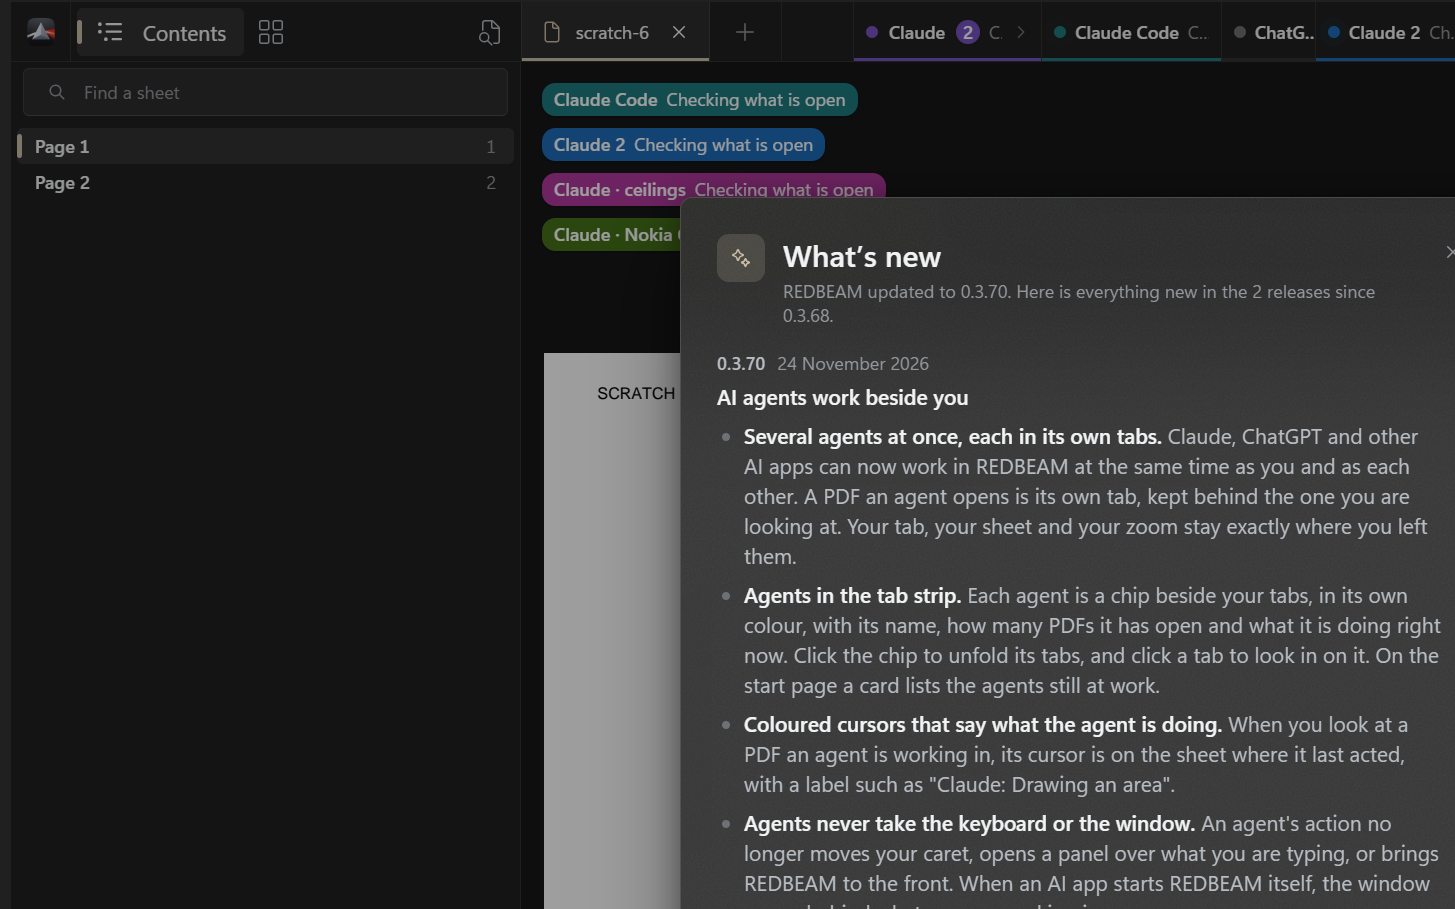 Contents
scratch-6
Claude 2 C.
Claude Code C...
ChatG..
Claude 2 Ch.
Find a sheet
Page 1 1
Page 2 2
Claude Code Checking what is open
Claude 2 Checking what is open
Claude · ceilings Checking what is open
Claude · Nokia
SCRATCH
What's new
REDBEAM updated to 0.3.70. Here is everything new in the 2 releases since
0.3.68.
0.3.70 24 November 2026
AI agents work beside you
Several agents at once, each in its own tabs. Claude, ChatGPT and other
AI apps can now work in REDBEAM at the same time as you and as each
other. A PDF an agent opens is its own tab, kept behind the one you are
looking at. Your tab, your sheet and your zoom stay exactly where you left
them.
Agents in the tab strip. Each agent is a chip beside your tabs, in its own
colour, with its name, how many PDFs it has open and what it is doing right
now. Click the chip to unfold its tabs, and click a tab to look in on it. On the
start page a card lists the agents still at work.
Coloured cursors that say what the agent is doing. When you look at a
PDF an agent is working in, its cursor is on the sheet where it last acted,
with a label such as "Claude: Drawing an area".
Agents never take the keyboard or the window. An agent's action no
longer moves your caret, opens a panel over what you are typing, or brings
REDBEAM to the front. When an AI app starts REDBEAM itself, the window